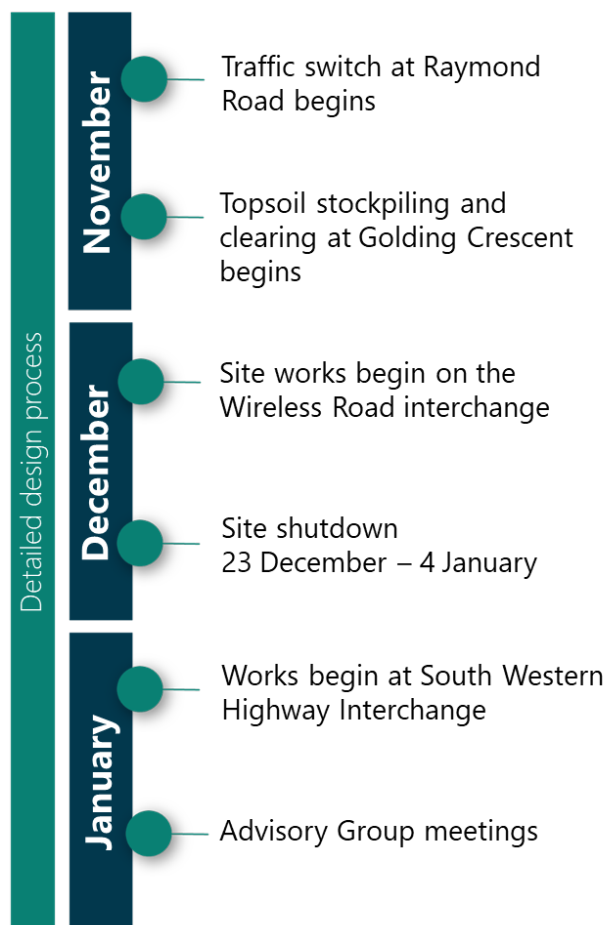 Detailed design process
November
Traffic switch at Raymond
Road begins
Topsoil stockpiling and
clearing at Golding Crescent
begins
December
Site works begin on the
Wireless Road interchange
Site shutdown
23 December – 4 January
January
Works begin at South Western
Highway Interchange
Advisory Group meetings